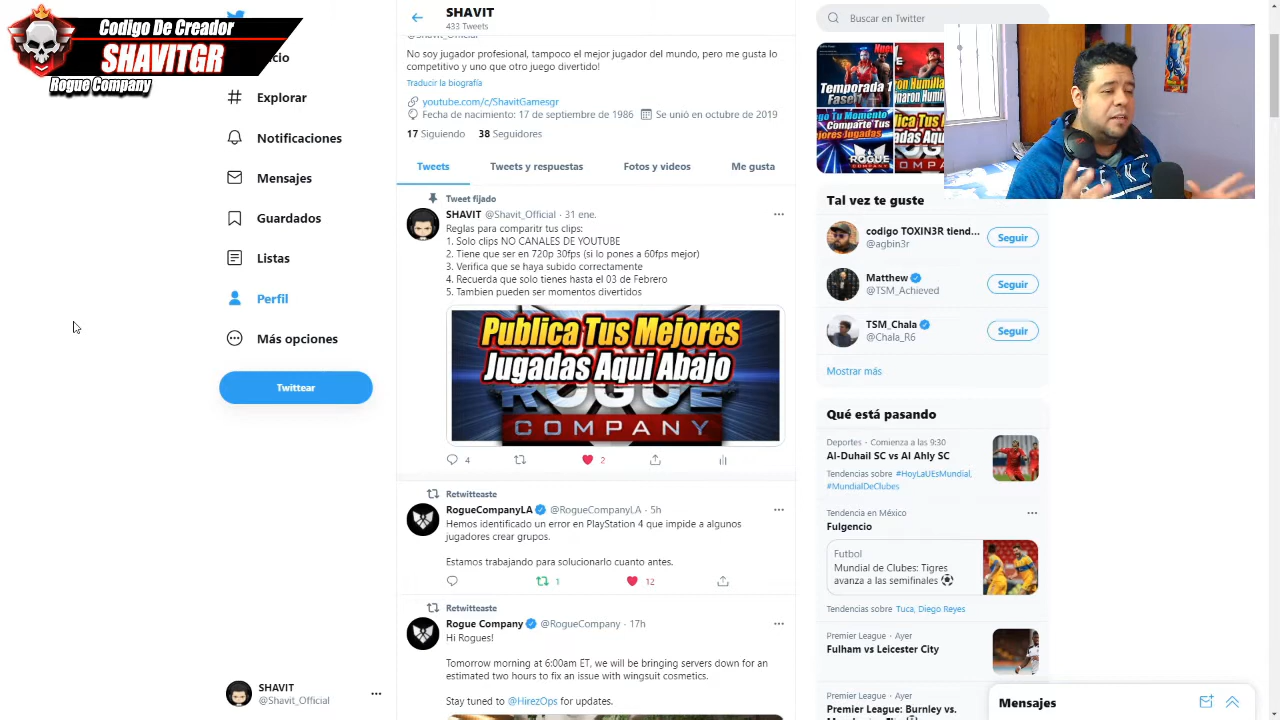 Codigo De Creador
SHAVITGR
Rogue Company
Explorar
Notificaciones
Mensajes
Guardados
Listas
Perfil
Más opciones
Twittear
SHAVIT
@Shavit_Official
SHAVIT
433 Tweets
@Shavit_Official
No soy jugador profesional, tampoco el mejor jugador del mundo, pero me gusta lo
competitivo y uno que otro juego divertido!
Traducir la biografía
youtube.com/c/ShavitGamesgr
Fecha de nacimiento: 17 de septiembre de 1986 Se unió en octubre de 2019
17 Siguiendo 38 Seguidores
Tweets Tweets y respuestas Fotos y videos Me gusta
Tweet fijado
SHAVIT @Shavit_Official · 31 ene.
Reglas para comparitr tus clips:
1. Solo clips NO CANALES DE YOUTUBE
2. Tiene que ser en 720p 30fps (si lo pones a 60fps mejor)
3. Verifica que se haya subido correctamente
4. Recuerda que solo tienes hasta el 03 de Febrero
5. Tambien pueden ser momentos divertidos
Publica Tus Mejores
Jugadas Aqui Abajo
ROGUE
COMPANY
4 2
Retwitteaste
RogueCompanyLA @RogueCompanyLA · 5h
Hemos identificado un error en PlayStation 4 que impide a algunos
jugadores crear grupos.
Estamos trabajando para solucionarlo cuanto antes.
1 12
Retwitteaste
Rogue Company @RogueCompany · 17h
Hi Rogues!
Tomorrow morning at 6:00am ET, we will be bringing servers down for an
estimated two hours to fix an issue with wingsuit cosmetics.
Stay tuned to @HirezOps for updates.
Buscar en Twitter
Temporada 1
Fase
ROGUE
COMPANY
Tal vez te guste
codigo TOXIN3R tiend...
@agbin3r
Seguir
Matthew
@TSM_Achieved
Seguir
TSM_Chala
@Chala_R6
Seguir
Mostrar más
Qué está pasando
Deportes · Comienza a las 9:30
Al-Duhail SC vs Al Ahly SC
Tendencias sobre #HoyLaUEsMundial,
#MundialDeClubes
Tendencia en México
Fulgencio
Futbol
Mundial de Clubes: Tigres
avanza a las semifinales
Tendencias sobre Tuca, Diego Reyes
Premier League · Ayer
Fulham vs Leicester City
Premier League · Ayer
Premier League: Burnley vs.
Mensajes